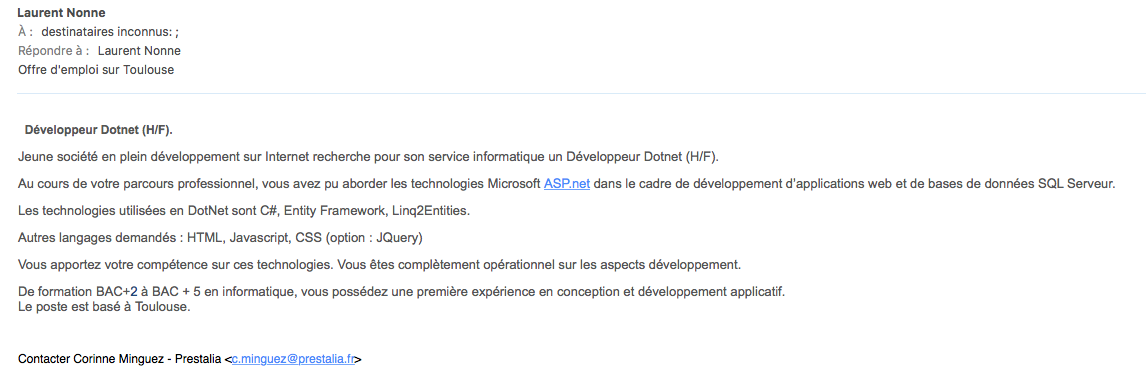 Laurent Nonne
À : destinataires inconnus: ;
Répondre à : Laurent Nonne
Offre d'emploi sur Toulouse
Développeur Dotnet (H/F).
Jeune société en plein développement sur Internet recherche pour son service informatique un Développeur Dotnet (H/F).
Au cours de votre parcours professionnel, vous avez pu aborder les technologies Microsoft ASP.net dans le cadre de développement d'applications web et de bases de données SQL Serveur.
Les technologies utilisées en DotNet sont C#, Entity Framework, Linq2Entities.
Autres langages demandés : HTML, Javascript, CSS (option : JQuery)
Vous apportez votre compétence sur ces technologies. Vous êtes complètement opérationnel sur les aspects développement.
De formation BAC+2 à BAC + 5 en informatique, vous possédez une première expérience en conception et développement applicatif.
Le poste est basé à Toulouse.
Contacter Corinne Minguez - Prestalia <c.minguez@prestalia.fr>